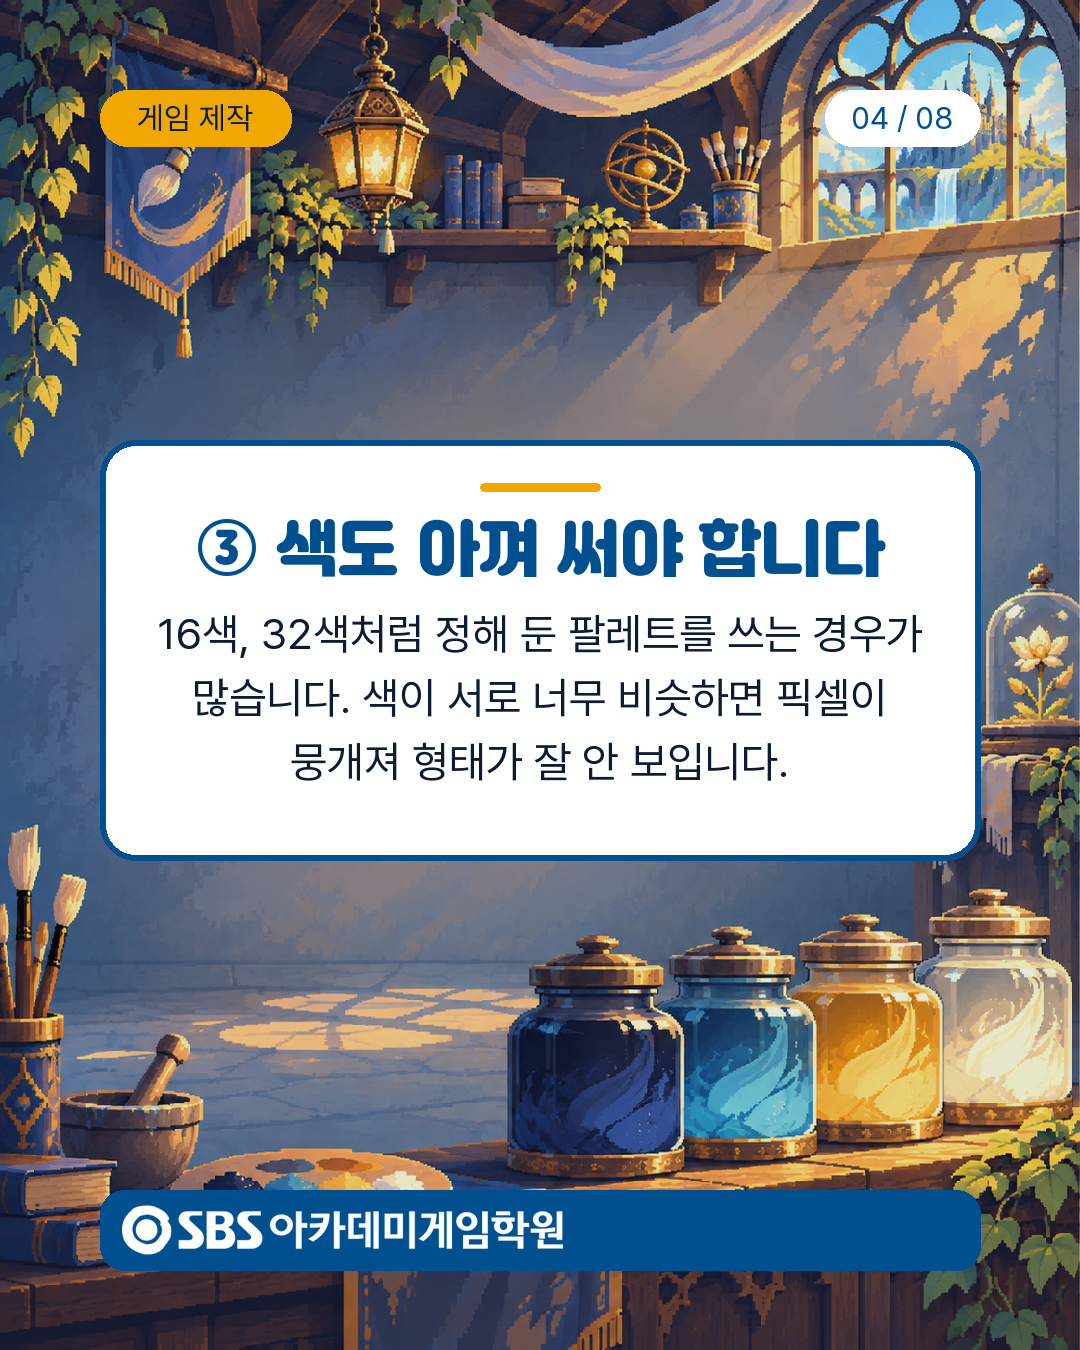 게임 제작
04 / 08
③ 색도 아껴 써야 합니다
16색, 32색처럼 정해 둔 팔레트를 쓰는 경우가
많습니다. 색이 서로 너무 비슷하면 픽셀이
뭉개져 형태가 잘 안 보입니다.
SBS 아카데미게임학원